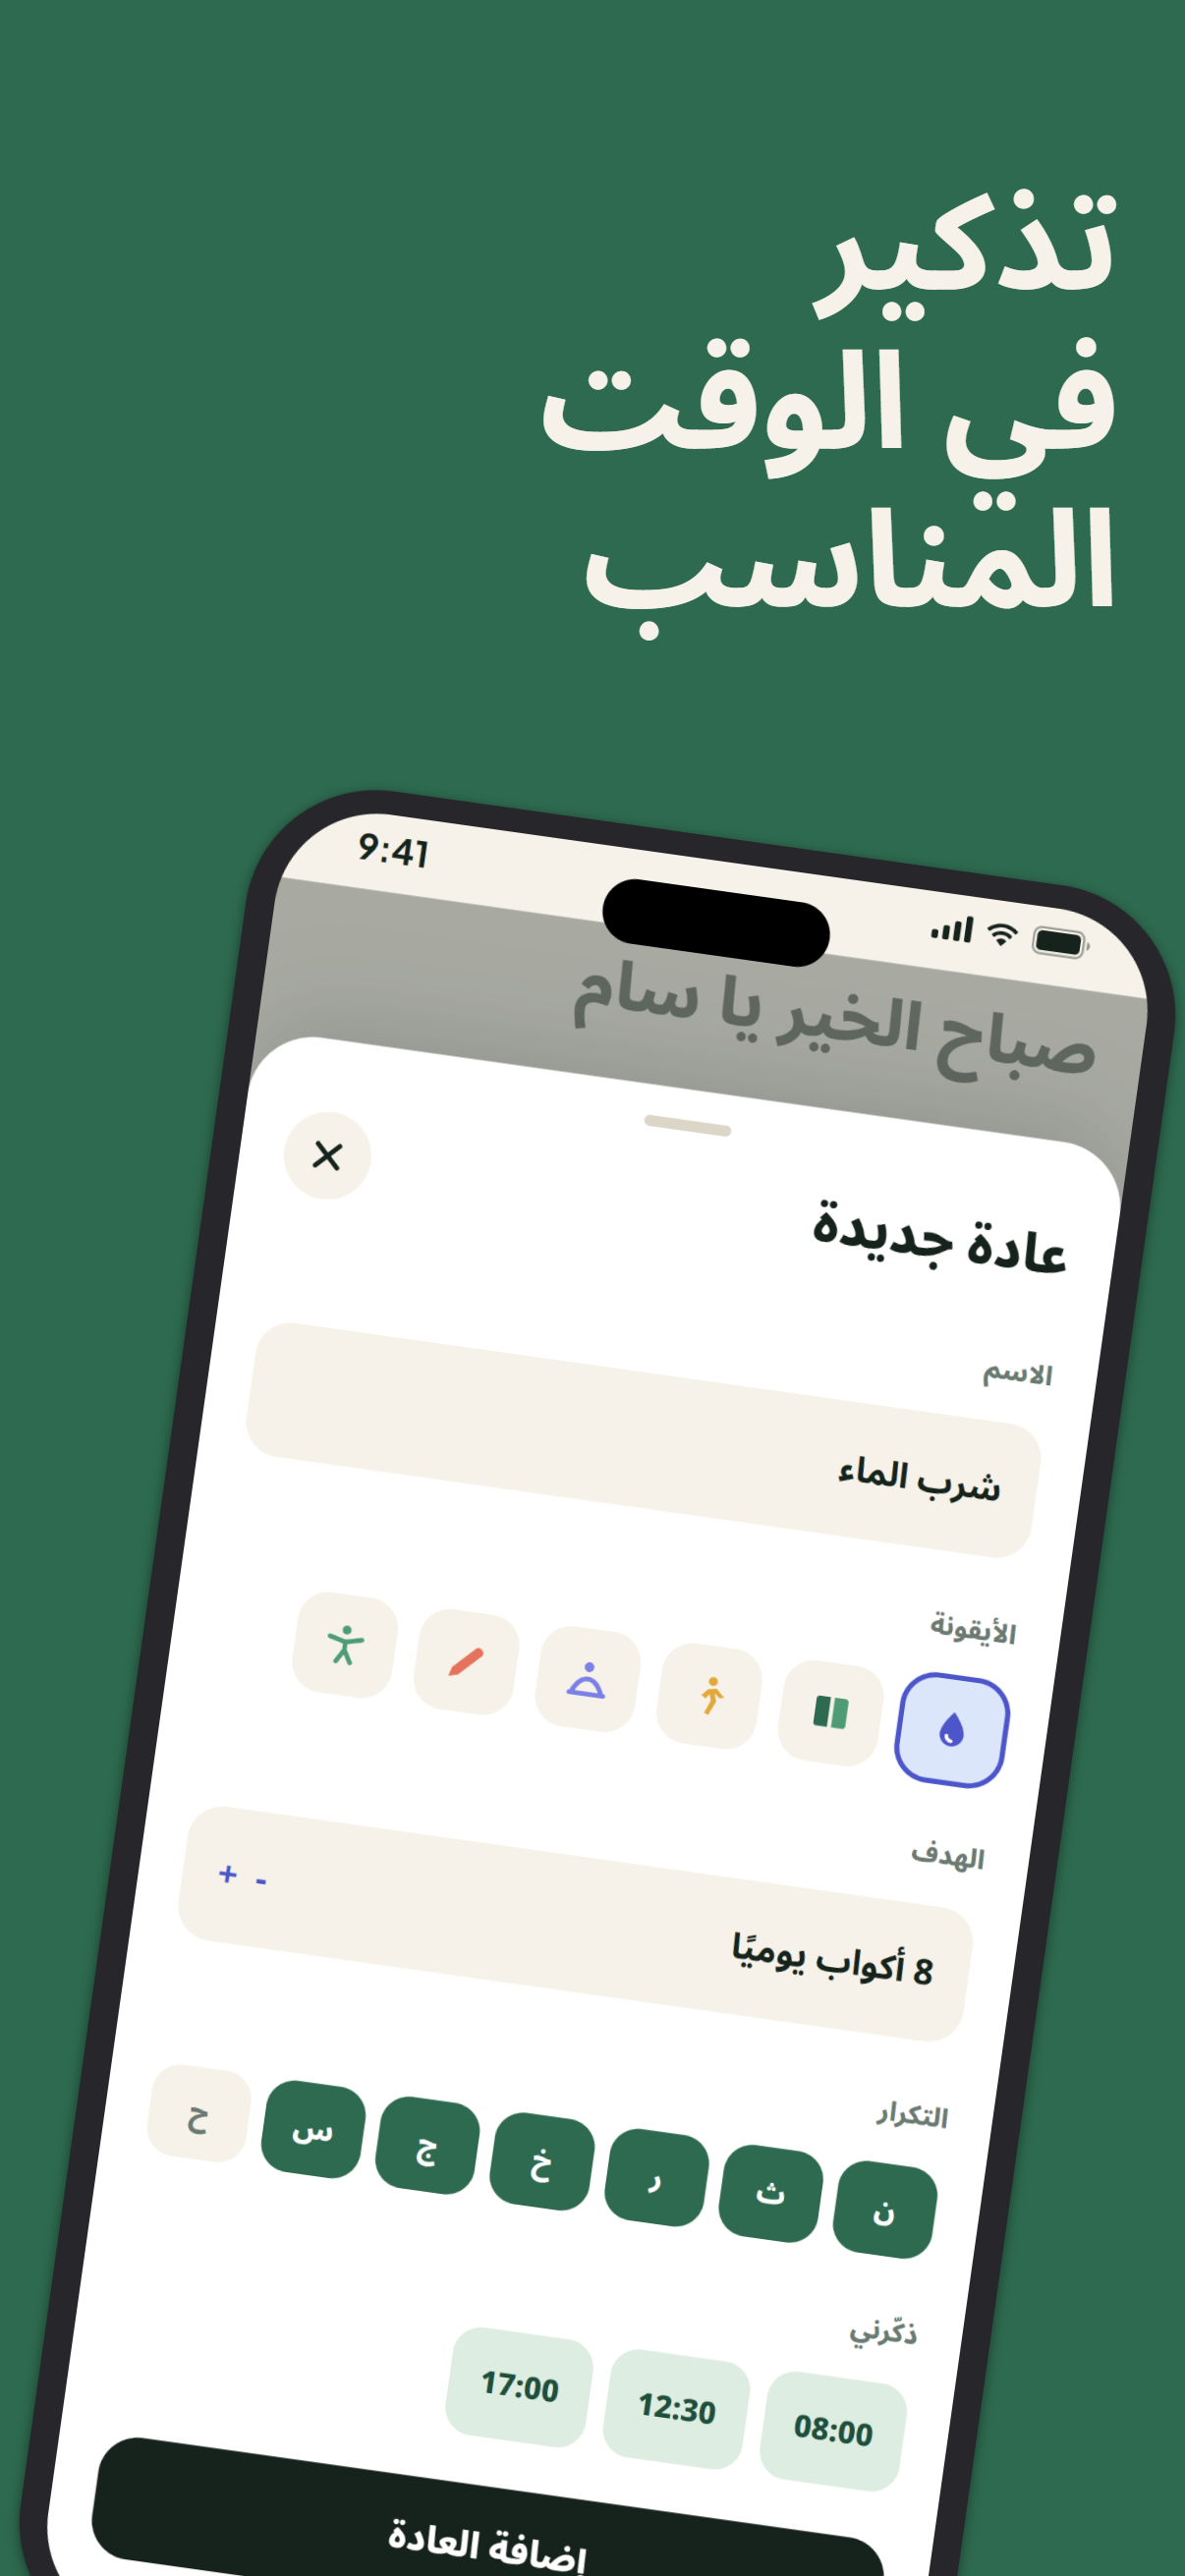 تذكير
في الوقت
المناسب
9:41
صباح الخير يا سام
عادة جديدة
الاسم
شرب الماء
الأيقونة
الهدف
8 أكواب يوميًا
- +
التكرار
ن ث ر خ ج س ح
ذكّرني
08:00 12:30 17:00
إضافة العادة